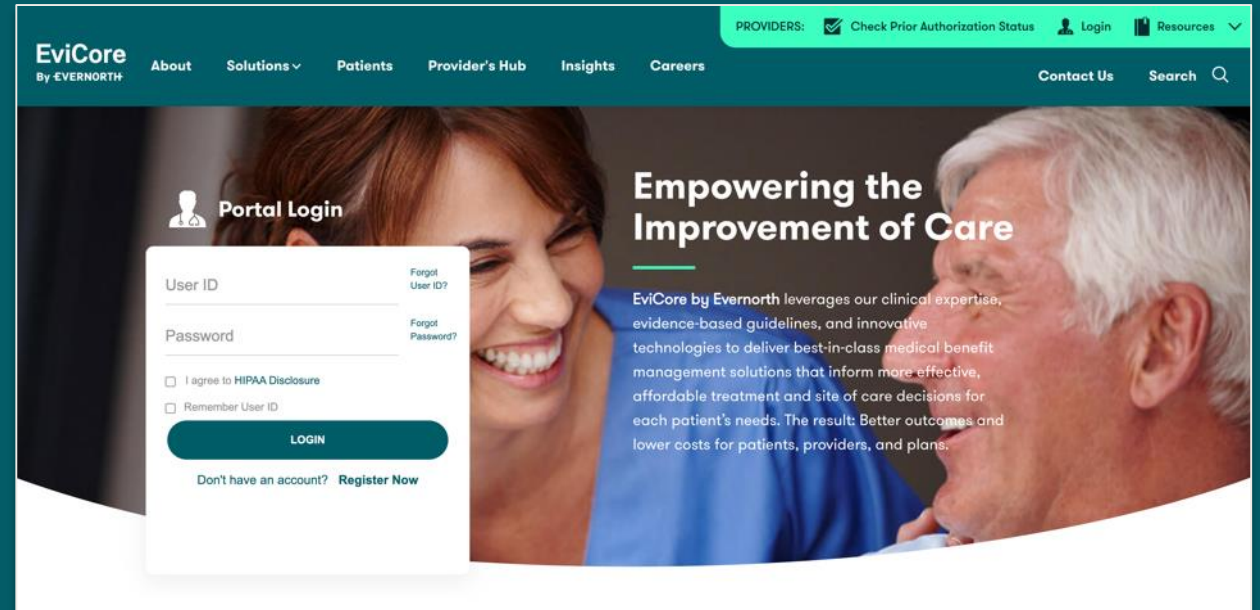 PROVIDERS: Check Prior Authorization Status Login Resources
EviCore
By EVERNORTH
About Solutions Patients Provider's Hub Insights Careers
Contact Us Search
Portal Login
User ID
Forgot
User ID?
Password
Forgot
Password?
I agree to HIPAA Disclosure
Remember User ID
LOGIN
Don't have an account? Register Now
Empowering the
Improvement of Care
EviCore by Evernorth leverages our clinical expertise,
evidence-based guidelines, and innovative
technologies to deliver best-in-class medical benefit
management solutions that inform more effective,
affordable treatment and site of care decisions for
each patient's needs. The result: Better outcomes and
lower costs for patients, providers, and plans.